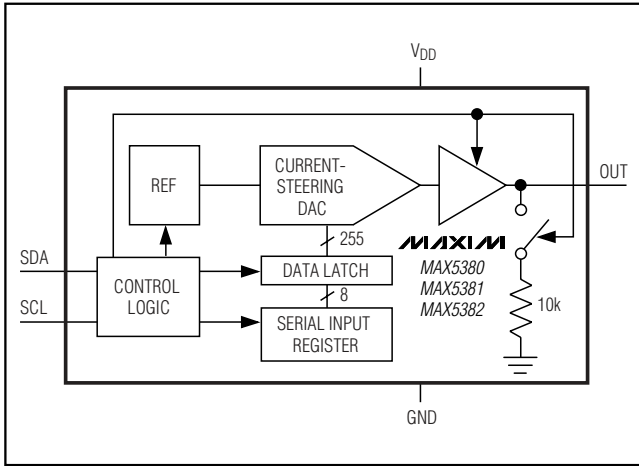 VDD
REF
CURRENT-
STEERING
DAC
OUT
255
MAXIM
MAX5380
MAX5381
MAX5382
SDA
SCL
CONTROL
LOGIC
DATA LATCH
8
SERIAL INPUT
REGISTER
10k
GND